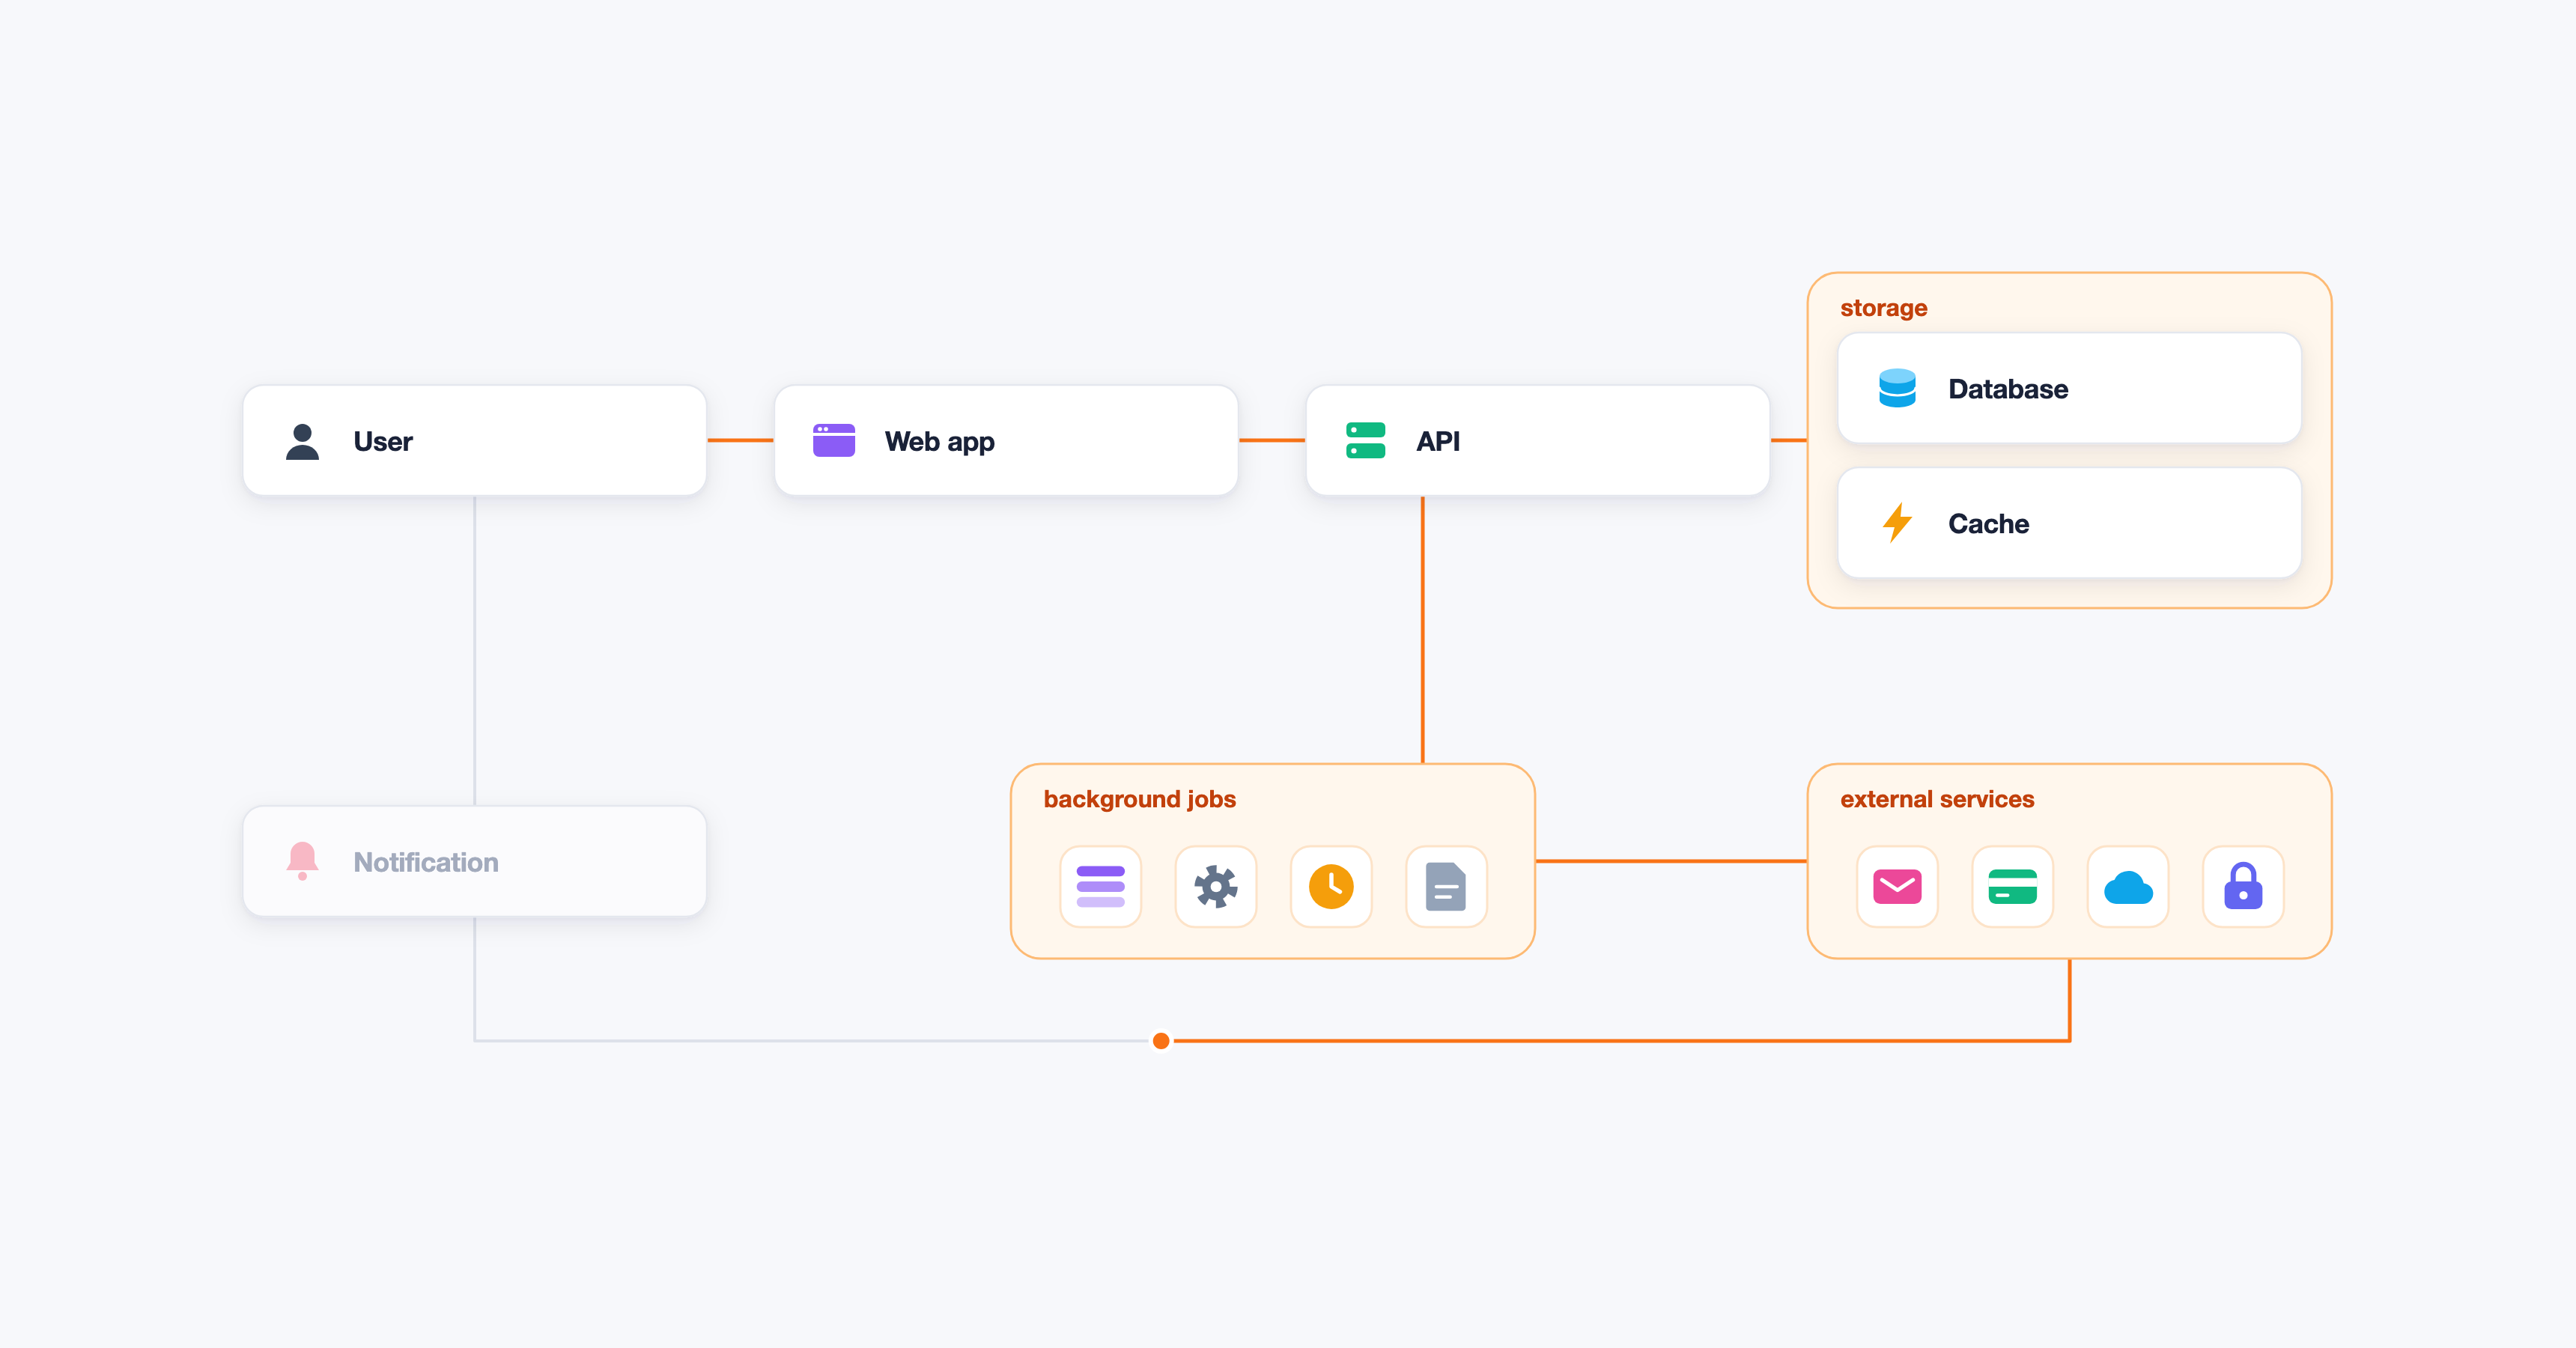 storage
Database
User
Web app
API
Cache
background jobs
external services
Notification